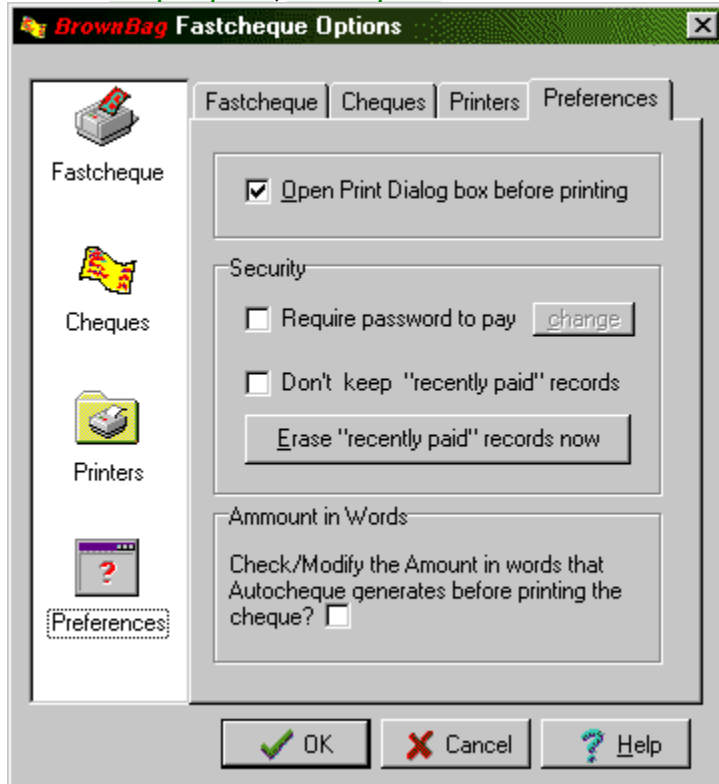 BrownBag Fastcheque Options
Fastcheque
Cheques
Printers
Preferences
Fastcheque Cheques Printers Preferences
Open Print Dialog box before printing
Security
Require password to pay change
Don't keep "recently paid" records
Erase "recently paid" records now
Ammount in Words
Check/Modify the Amount in words that
Autocheque generates before printing the
cheque?
OK Cancel Help